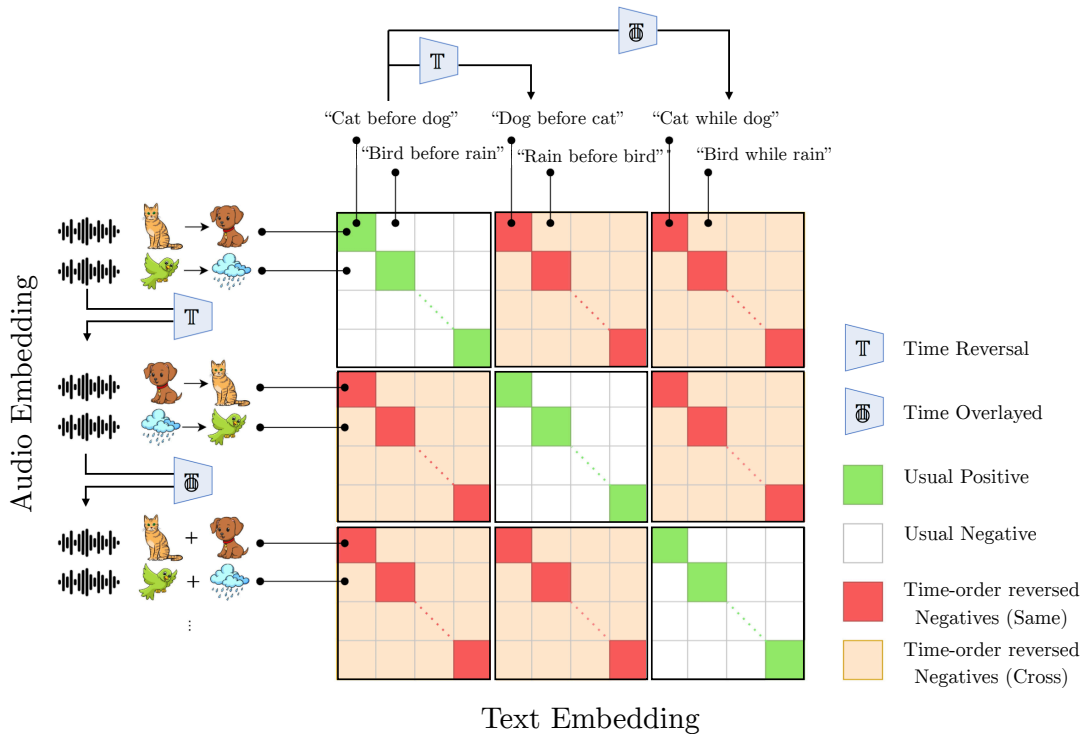 𝕋
𝕋
“Cat before dog”
“Dog before cat”
“Cat while dog”
“Bird before rain”
“Rain before bird”
“Bird while rain”
Audio Embedding
𝕋
+
+
...
𝕋 Time Reversal
Time Overlayed
Usual Positive
Usual Negative
Time-order reversed
Negatives (Same)
Time-order reversed
Negatives (Cross)
Text Embedding